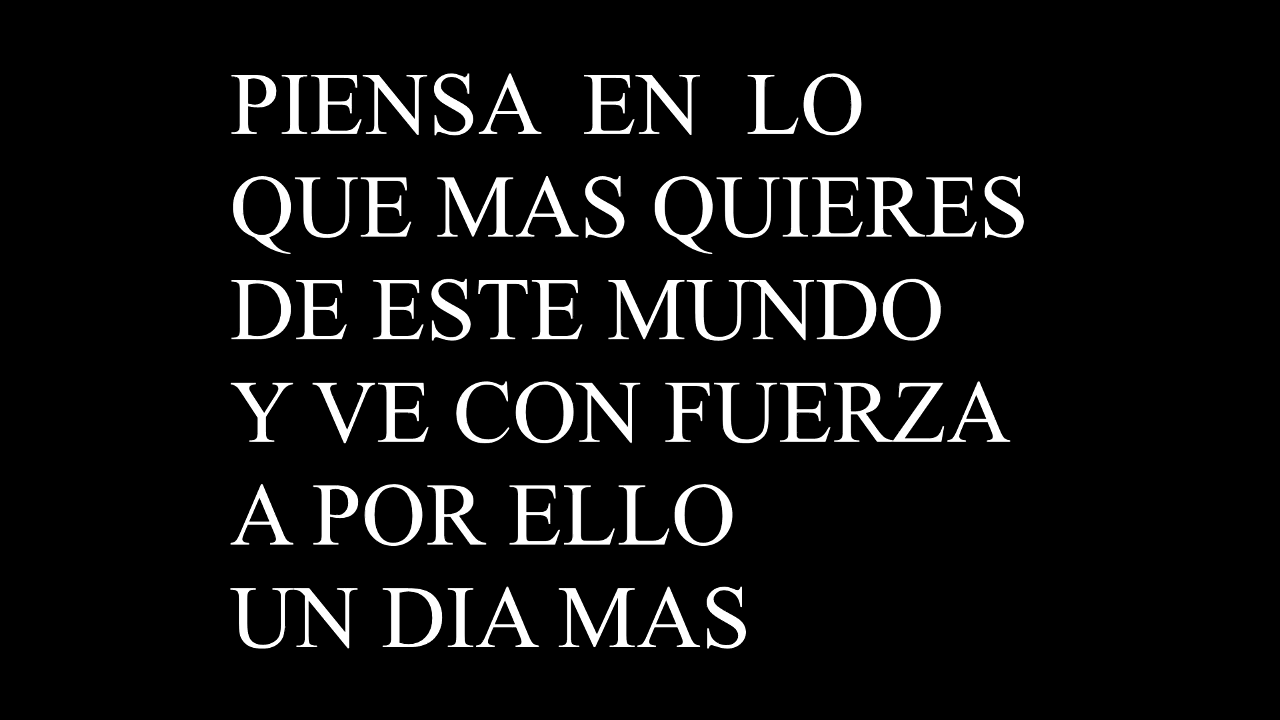 PIENSA EN LO
QUE MAS QUIERES
DE ESTE MUNDO
Y VE CON FUERZA
A POR ELLO
UN DIA MAS